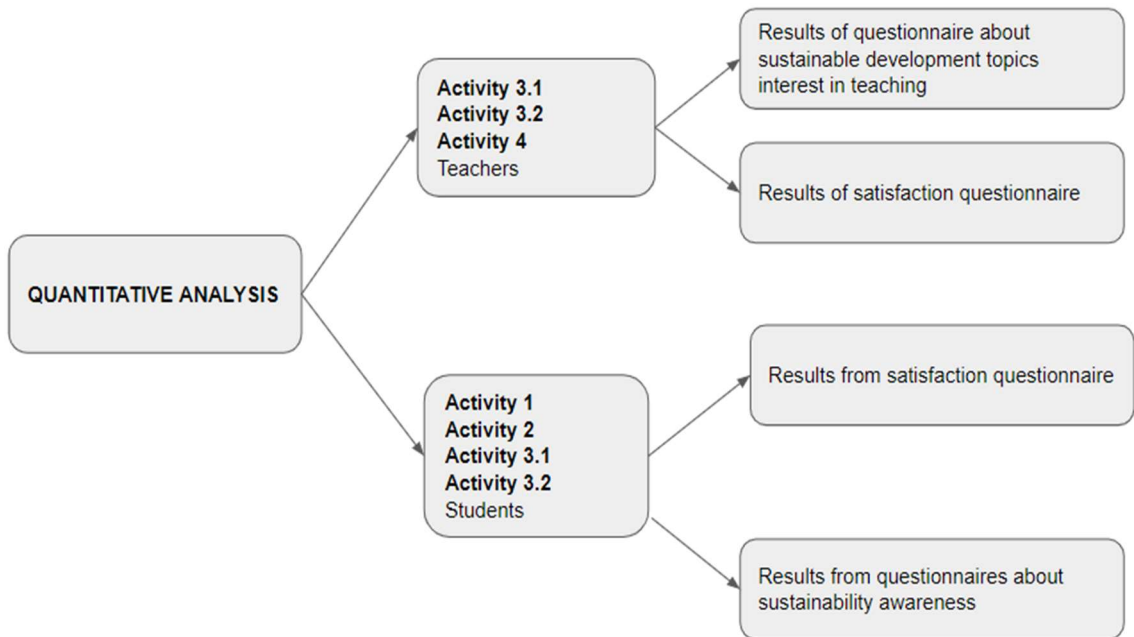 QUANTITATIVE ANALYSIS
Activity 3.1
Activity 3.2
Activity 4
Teachers
Results of questionnaire about
sustainable development topics
interest in teaching
Results of satisfaction questionnaire
Activity 1
Activity 2
Activity 3.1
Activity 3.2
Students
Results from satisfaction questionnaire
Results from questionnaires about
sustainability awareness